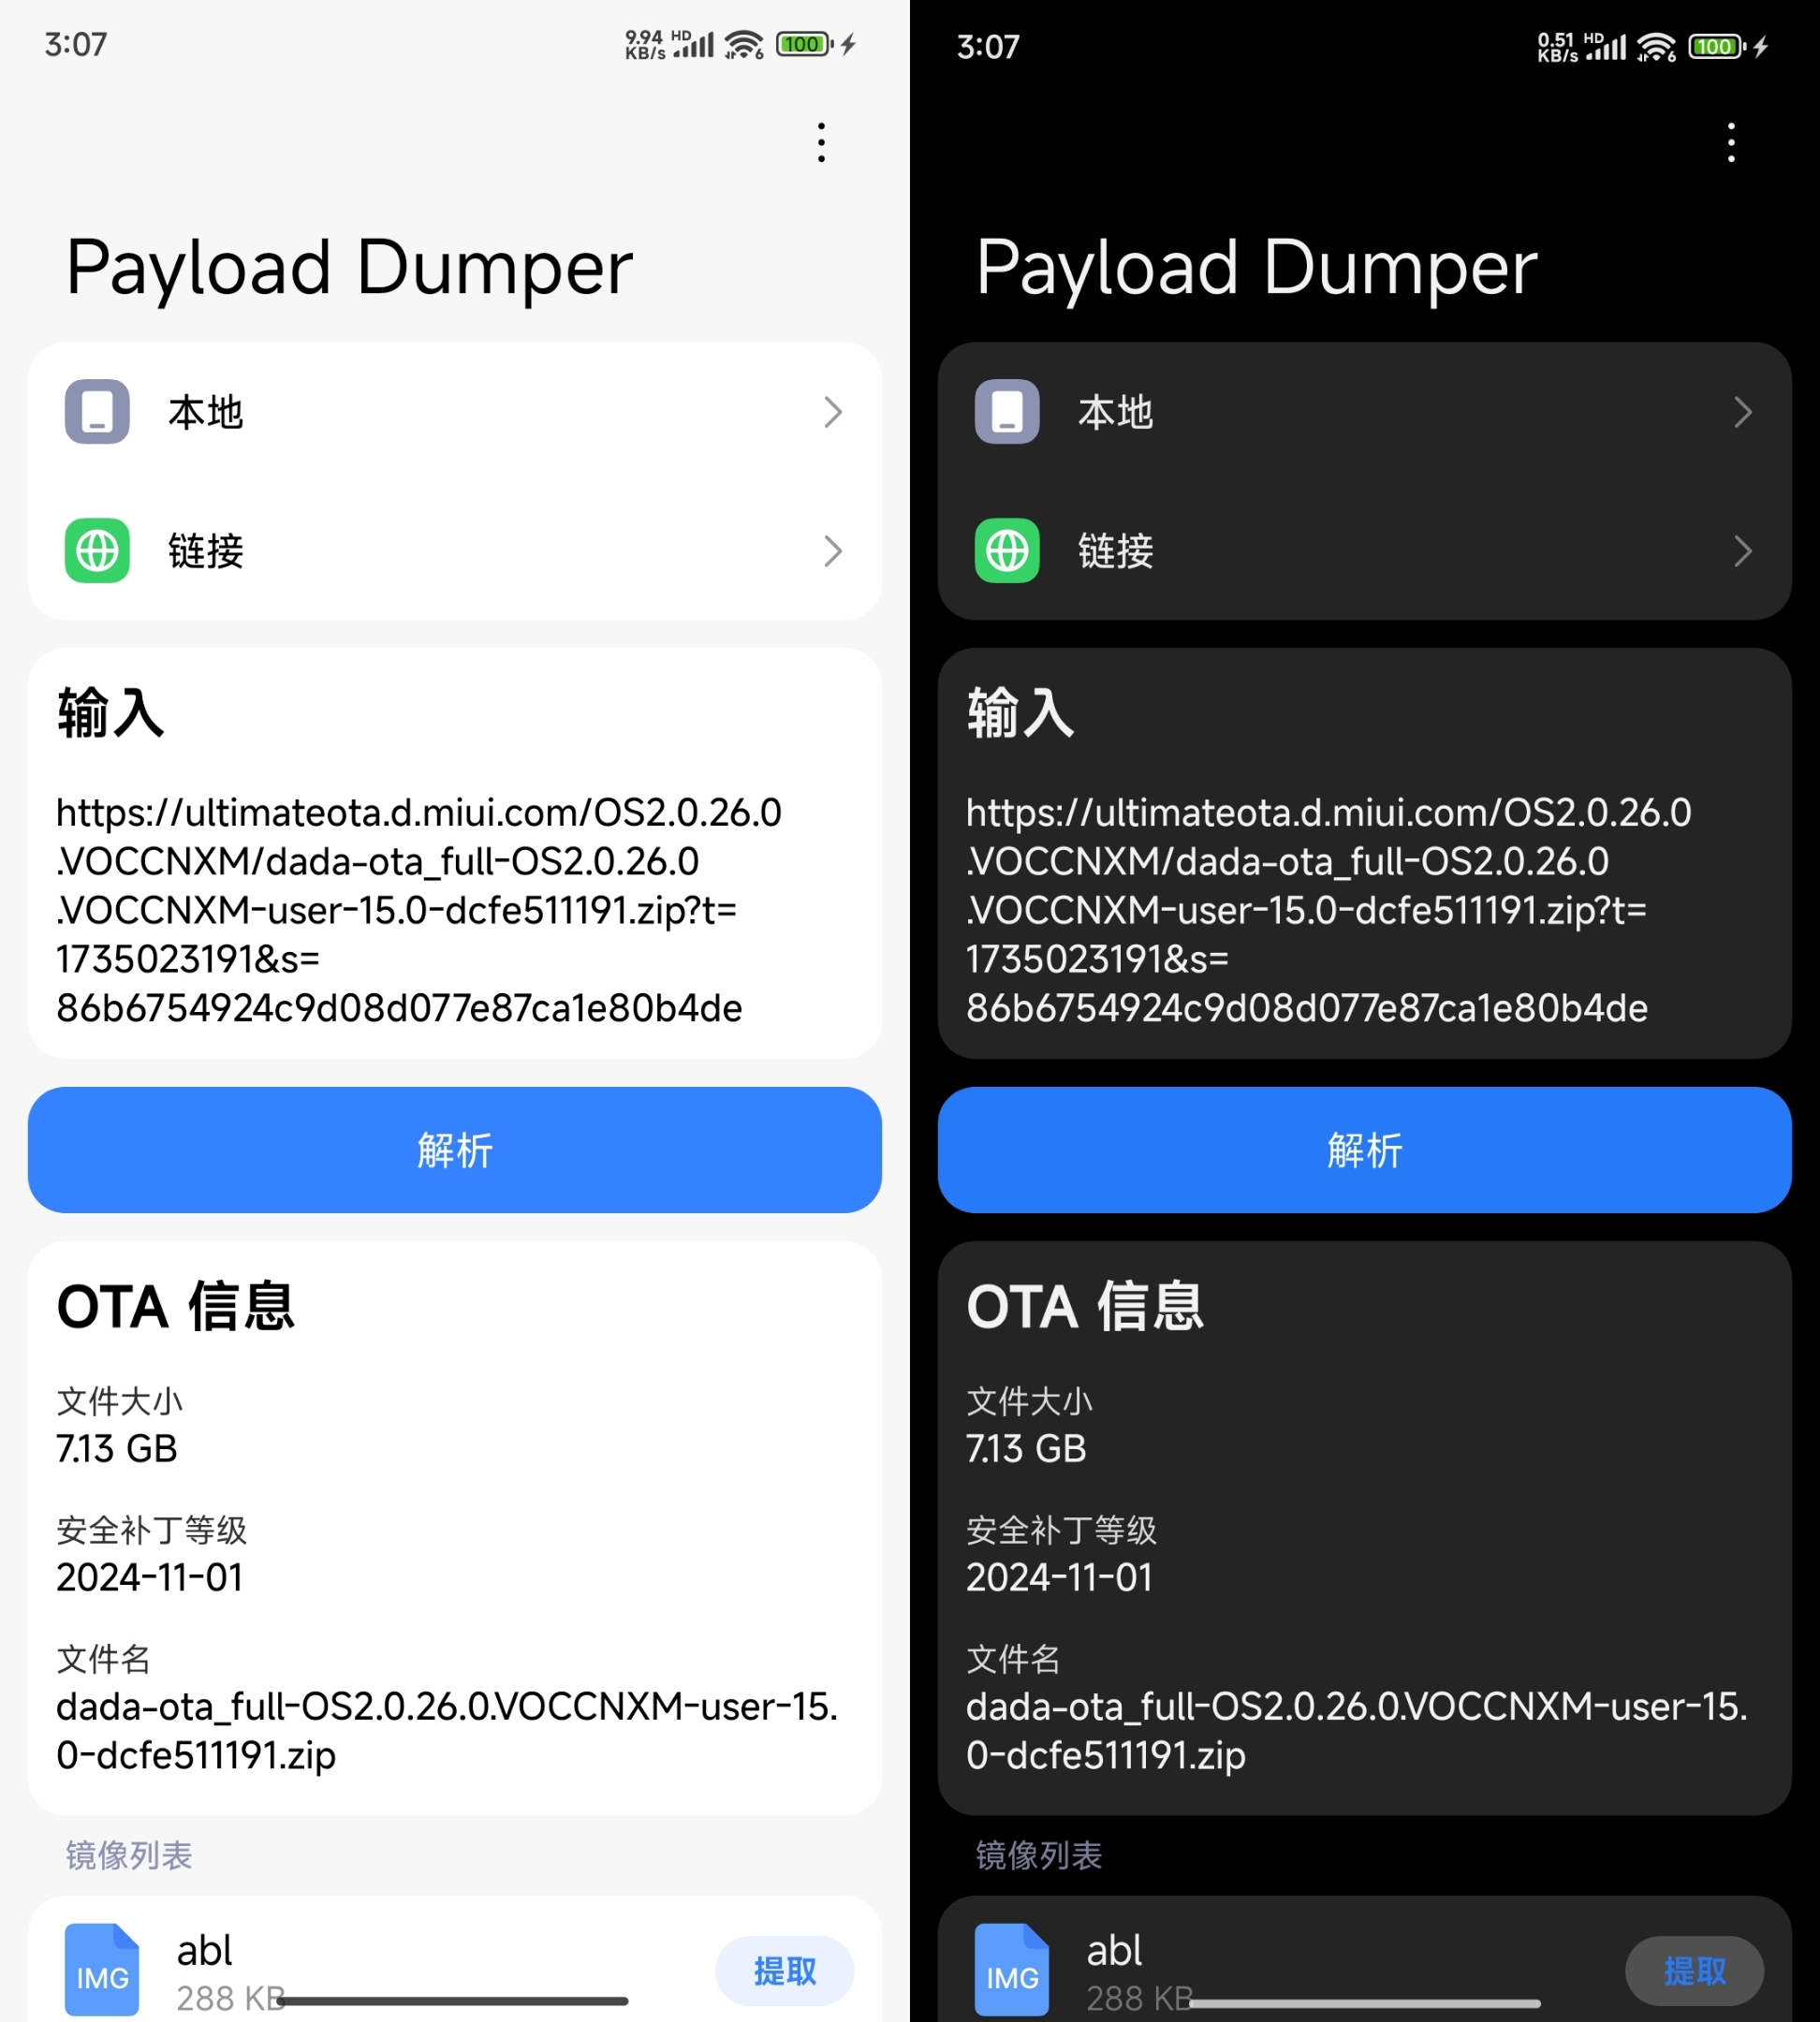 3:07
9.94 KB/s HD 6 100
Payload Dumper
本地
链接
输入
https://ultimateota.d.miui.com/OS2.0.26.0
.VOCCNXM/dada-ota_full-OS2.0.26.0
.VOCCNXM-user-15.0-dcfe511191.zip?t=
1735023191&s=
86b6754924c9d08d077e87ca1e80b4de
解析
OTA 信息
文件大小
7.13 GB
安全补丁等级
2024-11-01
文件名
dada-ota_full-OS2.0.26.0.VOCCNXM-user-15.
0-dcfe511191.zip
镜像列表
IMG
abl
288 KB
提取
3:07
0.51 KB/s HD 6 100
Payload Dumper
本地
链接
输入
https://ultimateota.d.miui.com/OS2.0.26.0
.VOCCNXM/dada-ota_full-OS2.0.26.0
.VOCCNXM-user-15.0-dcfe511191.zip?t=
1735023191&s=
86b6754924c9d08d077e87ca1e80b4de
解析
OTA 信息
文件大小
7.13 GB
安全补丁等级
2024-11-01
文件名
dada-ota_full-OS2.0.26.0.VOCCNXM-user-15.
0-dcfe511191.zip
镜像列表
IMG
abl
288 KB
提取